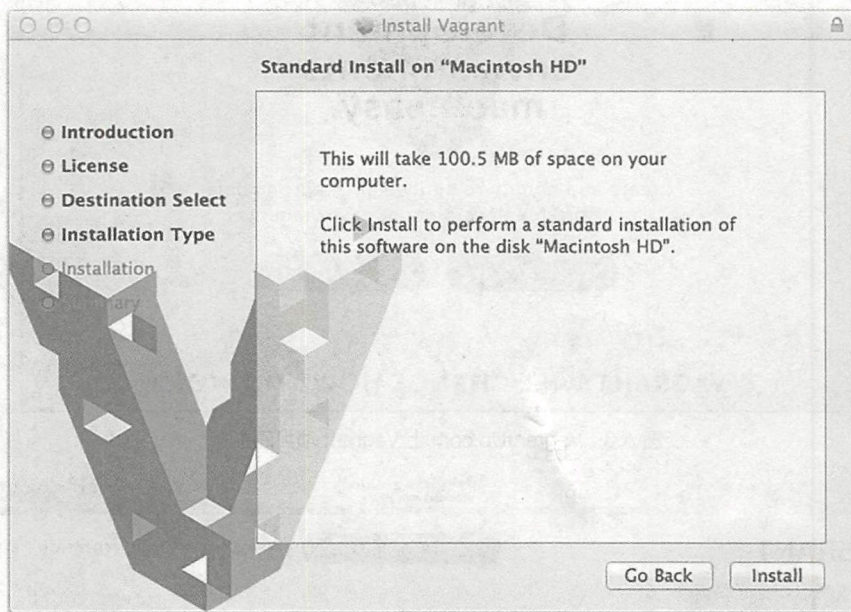 Install Vagrant
Standard Install on "Macintosh HD"
Introduction
License
Destination Select
Installation Type
Installation
Summary
This will take 100.5 MB of space on your
computer.
Click Install to perform a standard installation of
this software on the disk "Macintosh HD".
Go Back
Install